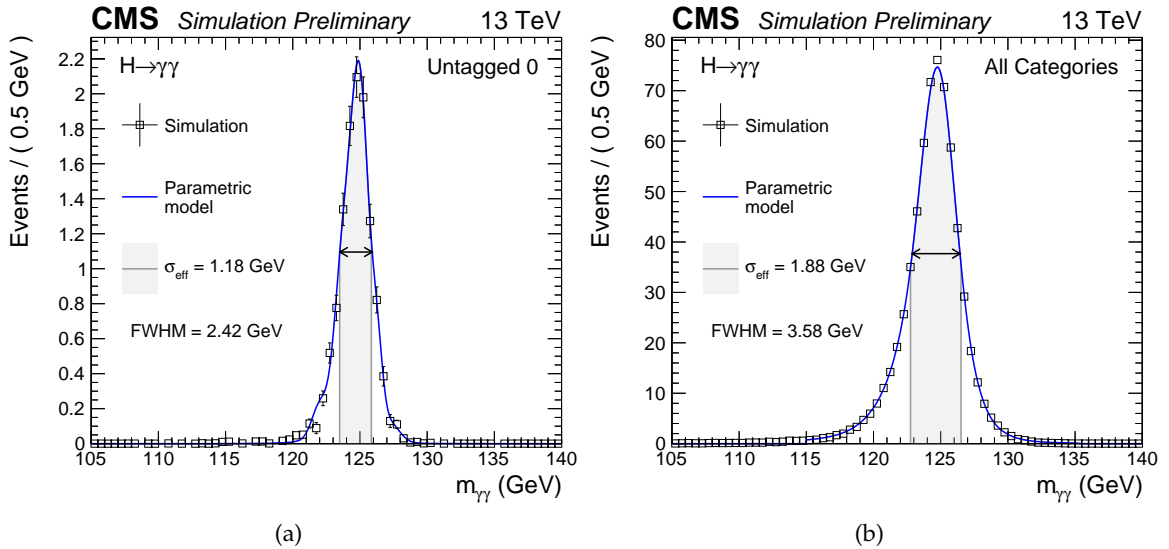 CMS Simulation Preliminary 13 TeV
H→γγ Untagged 0
Simulation
Parametric
model
σeff = 1.18 GeV
FWHM = 2.42 GeV
Events / ( 0.5 GeV )
2.2
2
1.8
1.6
1.4
1.2
1
0.8
0.6
0.4
0.2
0
105 110 115 120 125 130 135 140
mγγ (GeV)
(a)
CMS Simulation Preliminary 13 TeV
H→γγ All Categories
Simulation
Parametric
model
σeff = 1.88 GeV
FWHM = 3.58 GeV
Events / ( 0.5 GeV )
80
70
60
50
40
30
20
10
0
105 110 115 120 125 130 135 140
mγγ (GeV)
(b)